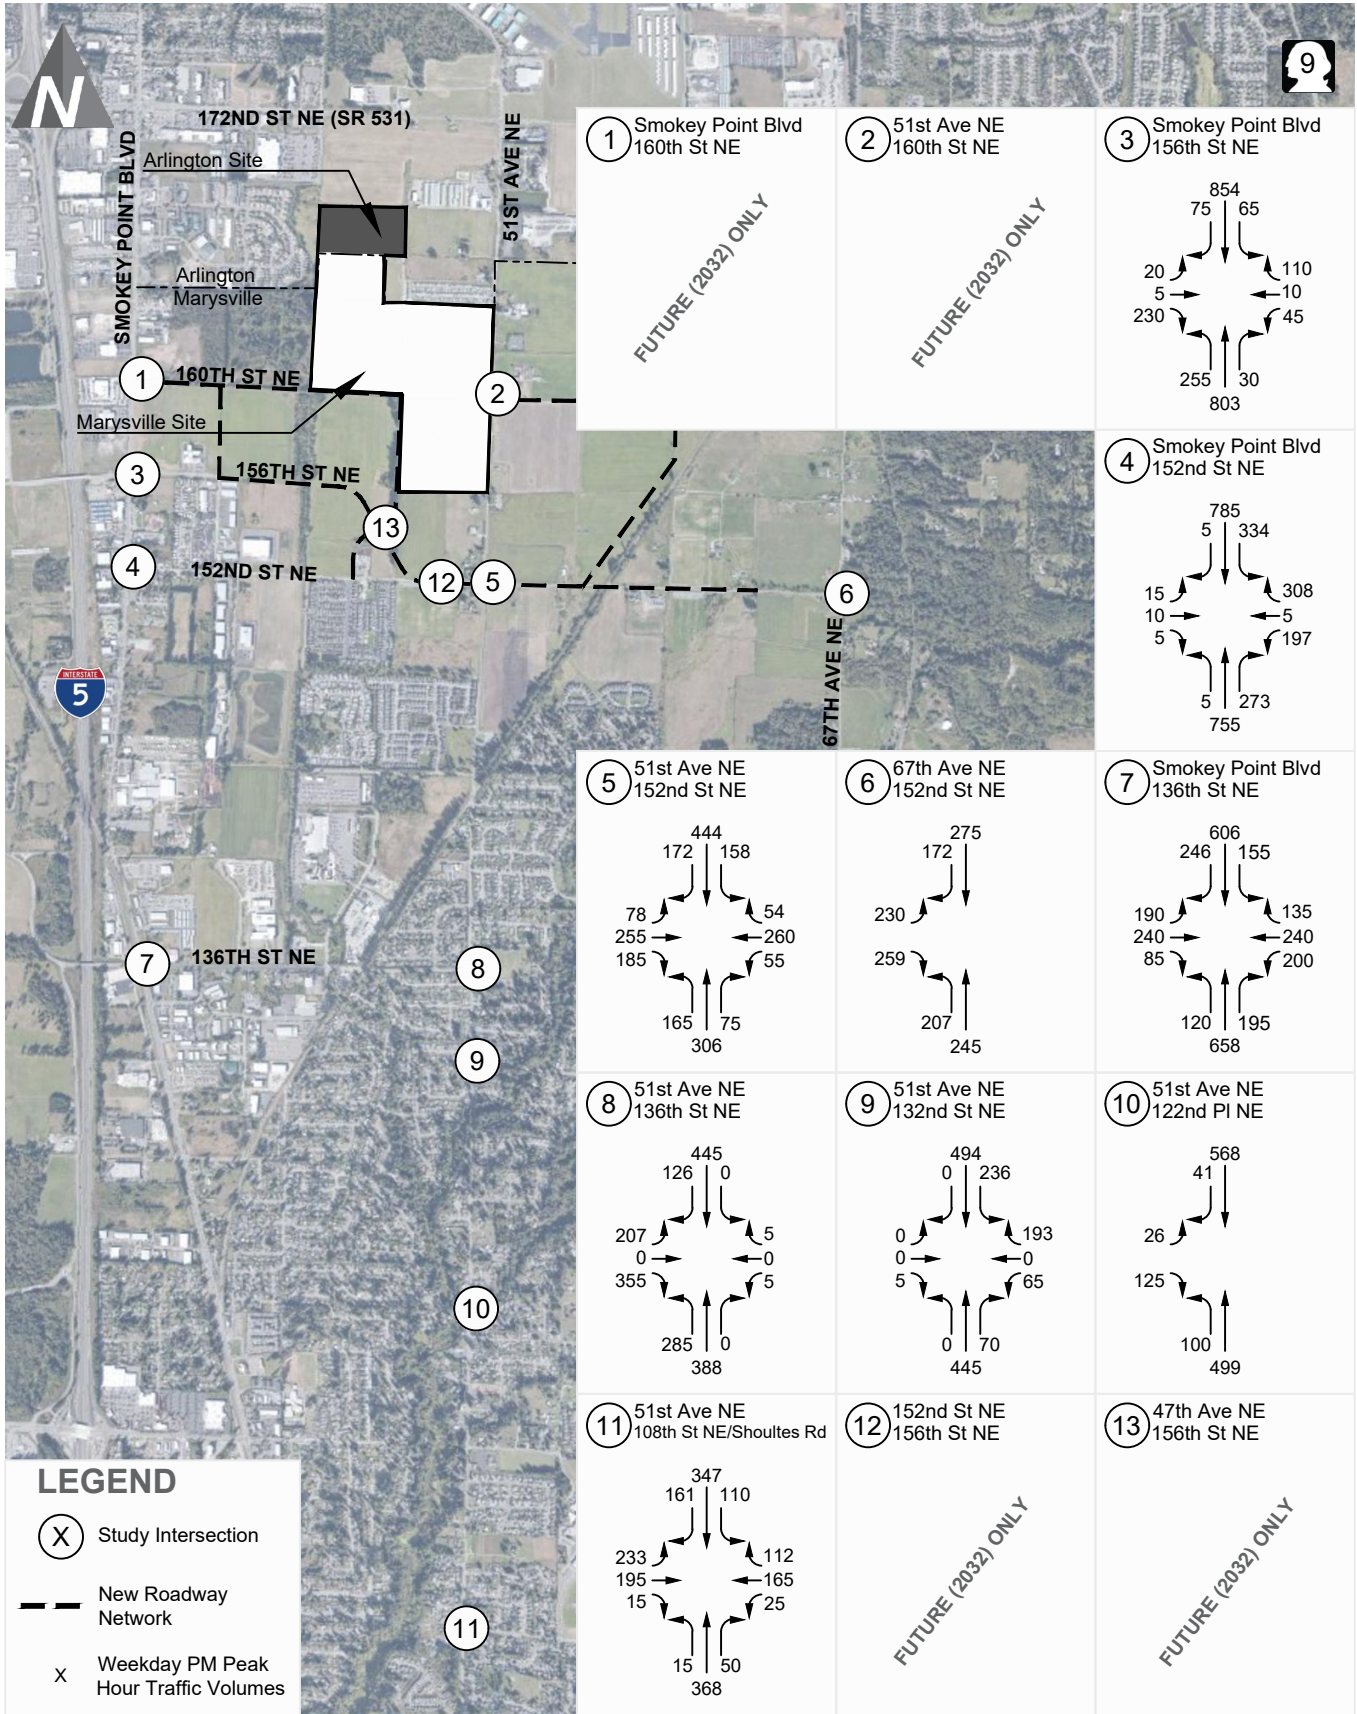 N
9
172ND ST NE (SR 531)
SMOKEY POINT BLVD
51ST AVE NE
Arlington Site
Arlington
Marysville
160TH ST NE
Marysville Site
156TH ST NE
152ND ST NE
67TH AVE NE
INTERSTATE
5
136TH ST NE
1
2
3
13
4
12
5
6
7
8
9
10
11
1
Smokey Point Blvd
160th St NE
FUTURE (2032) ONLY
2
51st Ave NE
160th St NE
FUTURE (2032) ONLY
3
Smokey Point Blvd
156th St NE
854
75 65
20 110
5 10
230 45
255 30
803
4
Smokey Point Blvd
152nd St NE
785
5 334
15 308
10 5
5 197
5 273
755
5
51st Ave NE
152nd St NE
444
172 158
78 54
255 260
185 55
165 75
306
6
67th Ave NE
152nd St NE
275
172
230
259
207
245
7
Smokey Point Blvd
136th St NE
606
246 155
190 135
240 240
85 200
120 195
658
8
51st Ave NE
136th St NE
445
126 0
207 5
0 0
355 5
285 0
388
9
51st Ave NE
132nd St NE
494
0 236
0 193
0 0
5 65
0 70
445
10
51st Ave NE
122nd Pl NE
568
41
26
125
100
499
11
51st Ave NE
108th St NE/Shoultes Rd
347
161 110
233 112
195 165
15 25
15 50
368
12
152nd St NE
156th St NE
FUTURE (2032) ONLY
13
47th Ave NE
156th St NE
FUTURE (2032) ONLY
LEGEND
X Study Intersection
New Roadway
Network
X Weekday PM Peak
Hour Traffic Volumes